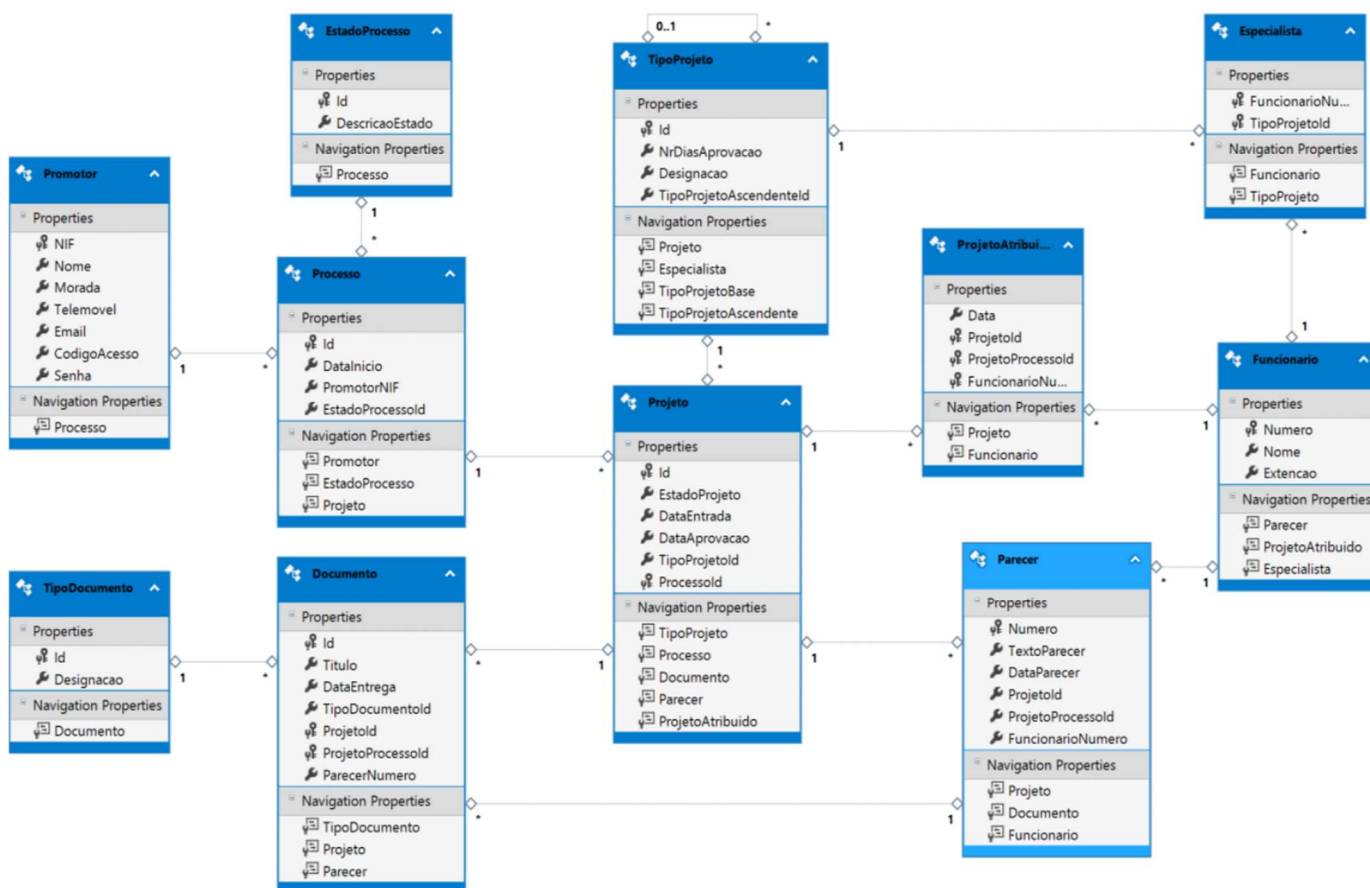 EstadoProcesso
Properties
Id
DescricaoEstado
Navigation Properties
Processo
1
*
Promotor
Properties
NIF
Nome
Morada
Telemovel
Email
CodigoAcesso
Senha
Navigation Properties
Processo
1
*
Processo
Properties
Id
DataInicio
PromotorNIF
EstadoProcessoId
Navigation Properties
Promotor
EstadoProcesso
Projeto
1
*
0..1
*
TipoProjeto
Properties
Id
NrDiasAprovacao
Designacao
TipoProjetoAscendenteId
Navigation Properties
Projeto
Especialista
TipoProjetoBase
TipoProjetoAscendente
1
*
1
*
Especialista
Properties
FuncionarioNu...
TipoProjetoId
Navigation Properties
Funcionario
TipoProjeto
*
1
ProjetoAtribui...
Properties
Data
ProjetoId
ProjetoProcessoId
FuncionarioNu...
Navigation Properties
Projeto
Funcionario
*
1
Funcionario
Properties
Numero
Nome
Extencao
Navigation Properties
Parecer
ProjetoAtribuido
Especialista
Projeto
Properties
Id
EstadoProjeto
DataEntrada
DataAprovacao
TipoProjetoId
ProcessoId
Navigation Properties
TipoProjeto
Processo
Documento
Parecer
ProjetoAtribuido
1
*
1
*
TipoDocumento
Properties
Id
Designacao
Navigation Properties
Documento
1
*
Documento
Properties
Id
Titulo
DataEntrega
TipoDocumentoId
ProjetoId
ProjetoProcessoId
ParecerNumero
Navigation Properties
TipoDocumento
Projeto
Parecer
*
1
*
1
Parecer
Properties
Numero
TextoParecer
DataParecer
ProjetoId
ProjetoProcessoId
FuncionarioNumero
Navigation Properties
Projeto
Documento
Funcionario
*
1